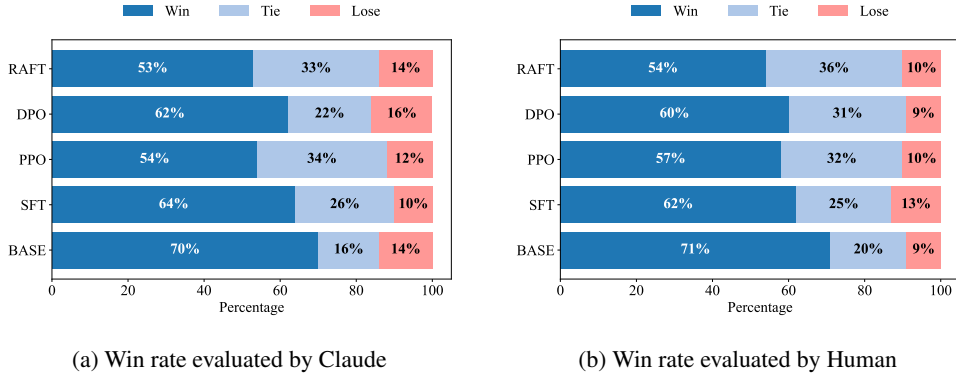 Win Tie Lose
RAFT 53% 33% 14%
DPO 62% 22% 16%
PPO 54% 34% 12%
SFT 64% 26% 10%
BASE 70% 16% 14%
0 20 40 60 80 100
Percentage
(a) Win rate evaluated by Claude
Win Tie Lose
RAFT 54% 36% 10%
DPO 60% 31% 9%
PPO 57% 32% 10%
SFT 62% 25% 13%
BASE 71% 20% 9%
0 20 40 60 80 100
Percentage
(b) Win rate evaluated by Human